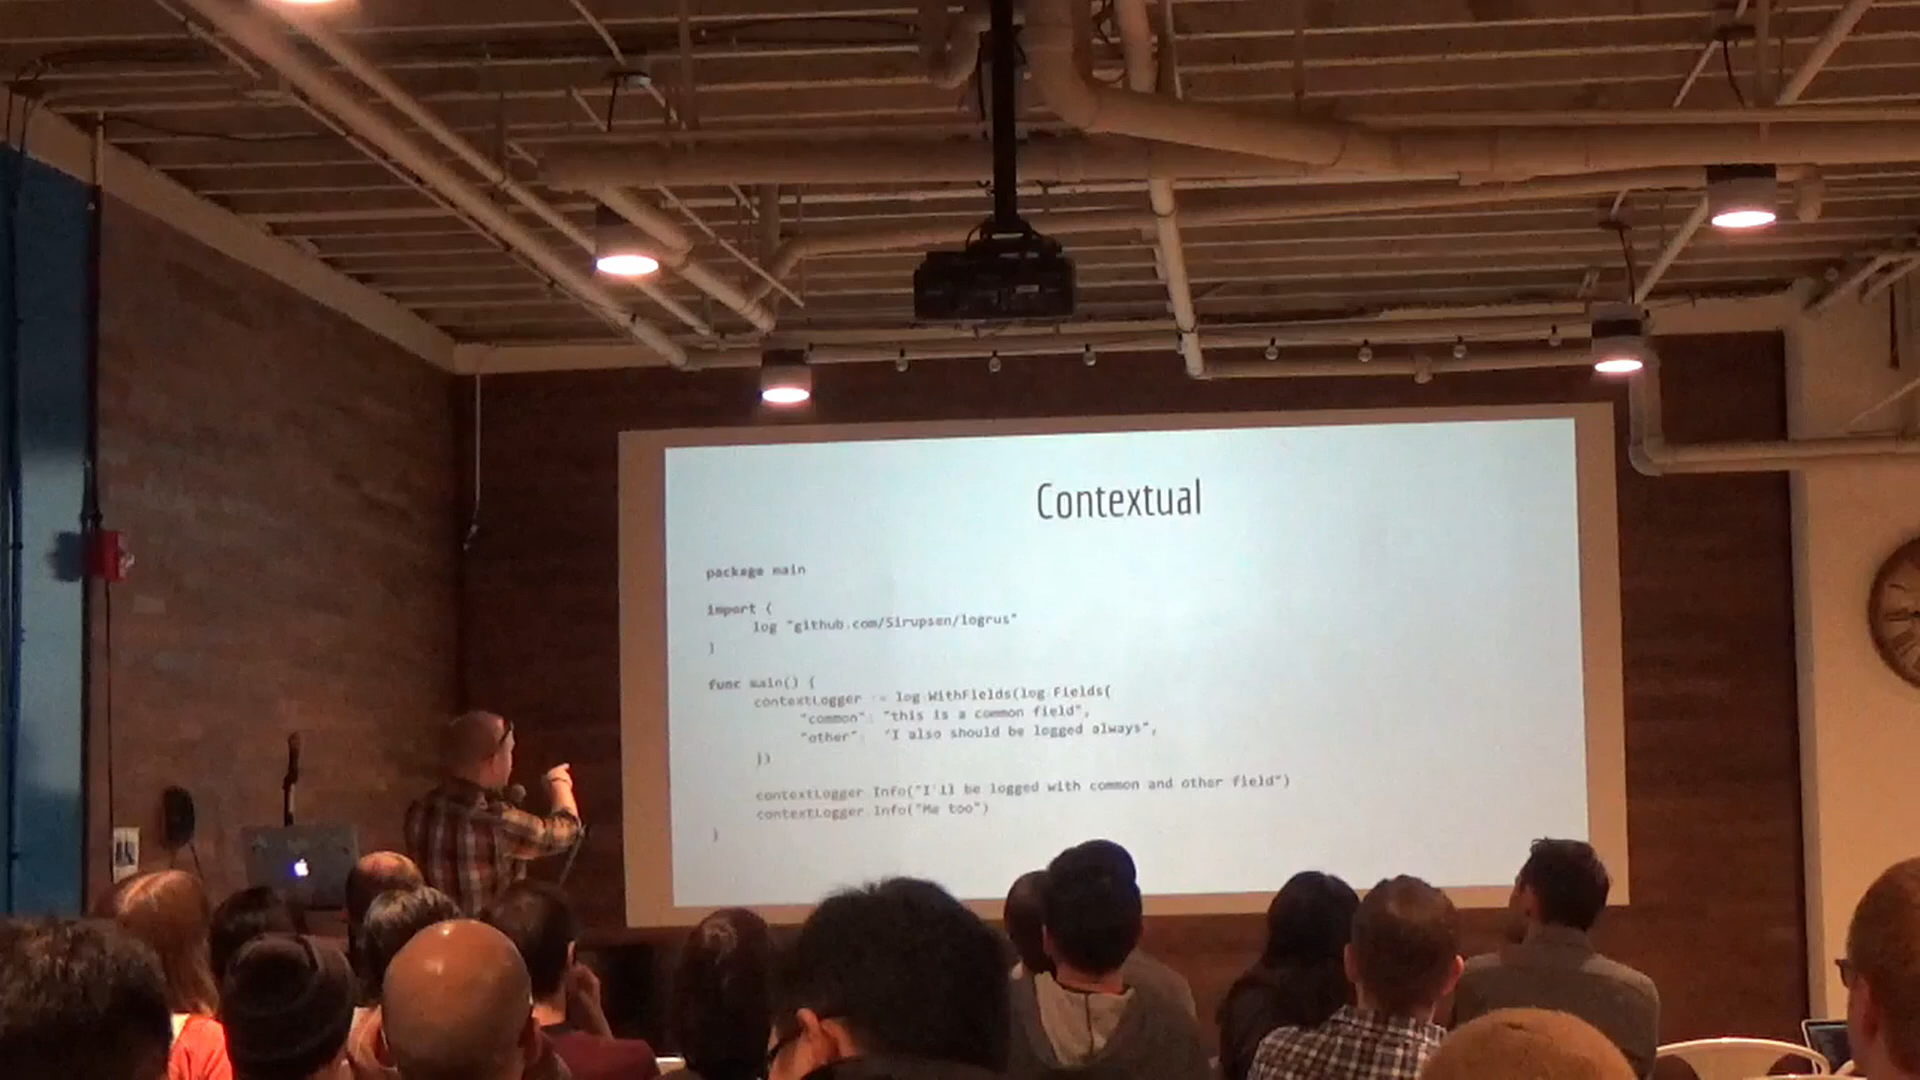 Contextual
package main
import (
log "github.com/Sirupsen/logrus"
)
func main() {
contextLogger := log.WithFields(log.Fields{
"common": "this is a common field",
"other": "I also should be logged always",
})
contextLogger.Info("I'll be logged with common and other field")
contextLogger.Info("Me too")
}